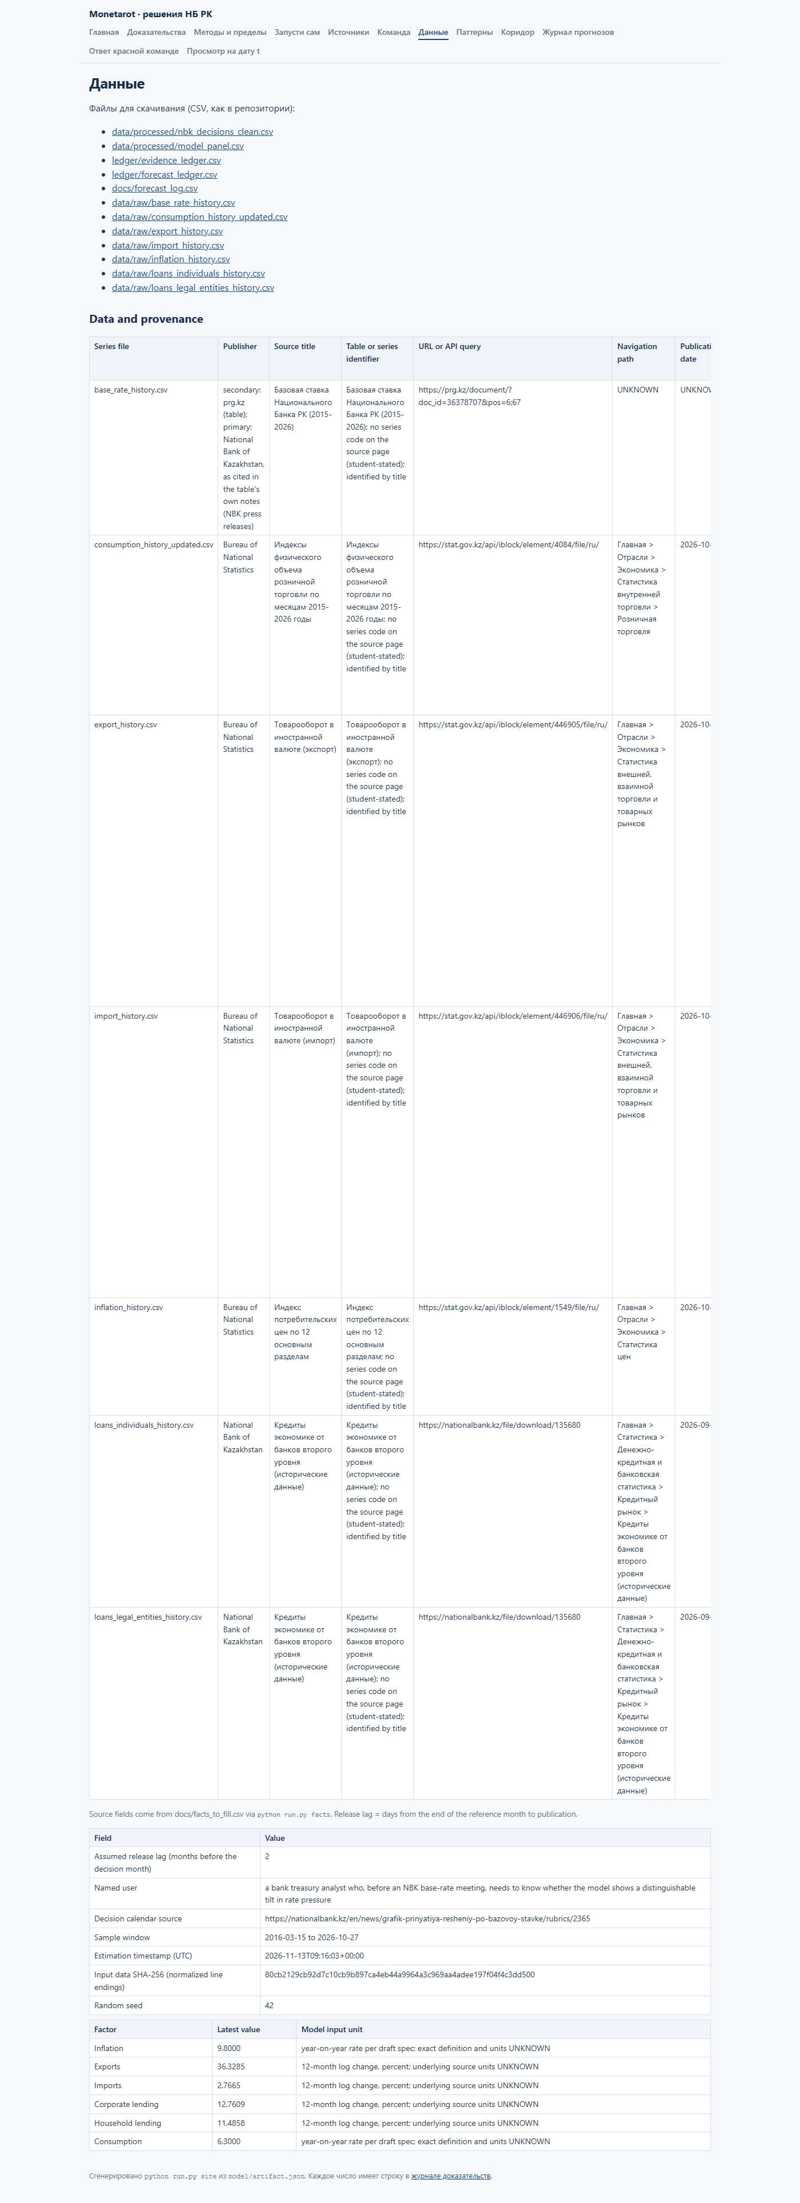 Monetarot · решения НБ РК
Главная Доказательства Методы и пределы Запусти сам Источники Команда Данные Паттерны Коридор Журнал прогнозов
Ответ красной команде Просмотр на дату t
Данные
Файлы для скачивания (CSV, как в репозитории):
data/processed/nbk_decisions_clean.csv
data/processed/model_panel.csv
ledger/evidence_ledger.csv
ledger/forecast_ledger.csv
docs/forecast_log.csv
data/raw/base_rate_history.csv
data/raw/consumption_history_updated.csv
data/raw/export_history.csv
data/raw/import_history.csv
data/raw/inflation_history.csv
data/raw/loans_individuals_history.csv
data/raw/loans_legal_entities_history.csv
Data and provenance
Series file
Publisher
Source title
Table or series
identifier
URL or API query
Navigation
path
date
base_rate_history.csv
secondary:
prg.kz
(table);
primary:
National
Bank of
Kazakhstan,
as cited in
the table's
own notes
(NBK press
releases)
Базовая ставка
Национального
Банка РК (2015-
2026)
Базовая ставка
Национального
Банка РК (2015-
2026); no series
code on the
source page
(student-stated);
identified by title
https://prg.kz/document/?
doc_id=36378707&pos=6;67
UNKNOWN
consumption_history_updated.csv
Bureau of
National
Statistics
Индексы
физического
объема
розничной
торговли по
месяцам 2015-
2026 годы
Индексы
физического
объема
розничной
торговли по
месяцам 2015-
2026 годы; no
series code on
the source page
(student-stated);
identified by title
https://stat.gov.kz/api/iblock/element/4084/file/ru/
Главная >
Отрасли >
Экономика >
Статистика
внутренней
торговли >
Розничная
торговля
2026-10-
export_history.csv
Bureau of
National
Statistics
Товарооборот в
иностранной
валюте (экспорт)
Товарооборот в
иностранной
валюте
(экспорт); no
series code on
the source page
(student-stated);
identified by title
https://stat.gov.kz/api/iblock/element/446905/file/ru/
Главная >
Отрасли >
Экономика >
Статистика
внешней,
взаимной
торговли и
товарных
рынков
2026-10-
import_history.csv
Bureau of
National
Statistics
Товарооборот в
иностранной
валюте (импорт)
Товарооборот в
иностранной
валюте
(импорт); no
series code on
the source page
(student-stated);
identified by title
https://stat.gov.kz/api/iblock/element/446906/file/ru/
Главная >
Отрасли >
Экономика >
Статистика
внешней,
взаимной
торговли и
товарных
рынков
2026-10-
inflation_history.csv
Bureau of
National
Statistics
Индекс
потребительских
цен по 12
основным
разделам
Индекс
потребительских
цен по 12
основным
разделам; no
series code on
the source page
(student-stated);
identified by title
https://stat.gov.kz/api/iblock/element/1549/file/ru/
Главная >
Отрасли >
Экономика >
Статистика
цен
2026-10-
loans_individuals_history.csv
National
Bank of
Kazakhstan
Кредиты
экономике от
банков второго
уровня
(исторические
данные)
Кредиты
экономике от
банков второго
уровня
(исторические
данные); no
series code on
the source page
(student-stated);
identified by title
https://nationalbank.kz/file/download/135680
Главная >
Статистика >
Денежно-
кредитная и
банковская
статистика >
Кредитный
рынок >
Кредиты
экономике от
банков
второго
уровня
(исторические
данные)
2026-09-
loans_legal_entities_history.csv
National
Bank of
Kazakhstan
Кредиты
экономике от
банков второго
уровня
(исторические
данные)
Кредиты
экономике от
банков второго
уровня
(исторические
данные); no
series code on
the source page
(student-stated);
identified by title
https://nationalbank.kz/file/download/135680
Главная >
Статистика >
Денежно-
кредитная и
банковская
статистика >
Кредитный
рынок >
Кредиты
экономике от
банков
второго
уровня
(исторические
данные)
2026-09-
Source fields come from docs/facts_to_fill.csv via python run.py facts. Release lag = days from the end of the reference month to publication.
Field Value
Assumed release lag (months before the
decision month)
2
Named user
a bank treasury analyst who, before an NBK base-rate meeting, needs to know whether the model shows a distinguishable
tilt in rate pressure
Decision calendar source https://nationalbank.kz/en/news/grafik-prinyatiya-resheniy-po-bazovoy-stavke/rubrics/2365
Sample window 2016-03-15 to 2026-10-27
Estimation timestamp (UTC) 2026-11-13T09:16:03+00:00
Input data SHA-256 (normalized line
endings)
80cb2129cb92d7c10cb9b897ca4eb44a9964a3c969aa4adee197f04f4c3dd500
Random seed 42
Factor Latest value Model input unit
Inflation 9.8000 year-on-year rate per draft spec; exact definition and units UNKNOWN
Exports 36.3285 12-month log change, percent; underlying source units UNKNOWN
Imports 2.7665 12-month log change, percent; underlying source units UNKNOWN
Corporate lending 12.7609 12-month log change, percent; underlying source units UNKNOWN
Household lending 11.4858 12-month log change, percent; underlying source units UNKNOWN
Consumption 6.3000 year-on-year rate per draft spec; exact definition and units UNKNOWN
Сгенерировано python run.py site из model/artifact.json. Каждое число имеет строку в журнале доказательств.